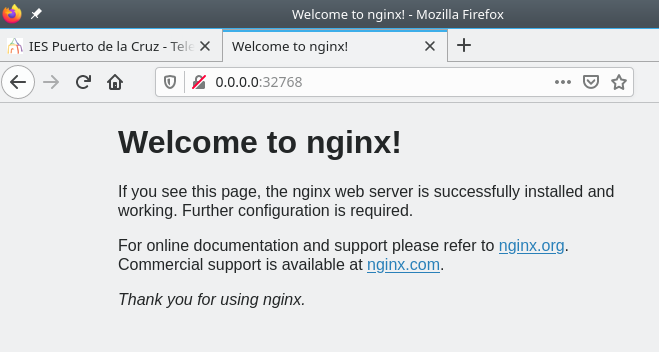 Welcome to nginx! - Mozilla Firefox
IES Puerto de la Cruz - Tele
Welcome to nginx!
0.0.0.0:32768
Welcome to nginx!
If you see this page, the nginx web server is successfully installed and
working. Further configuration is required.
For online documentation and support please refer to nginx.org.
Commercial support is available at nginx.com.
Thank you for using nginx.